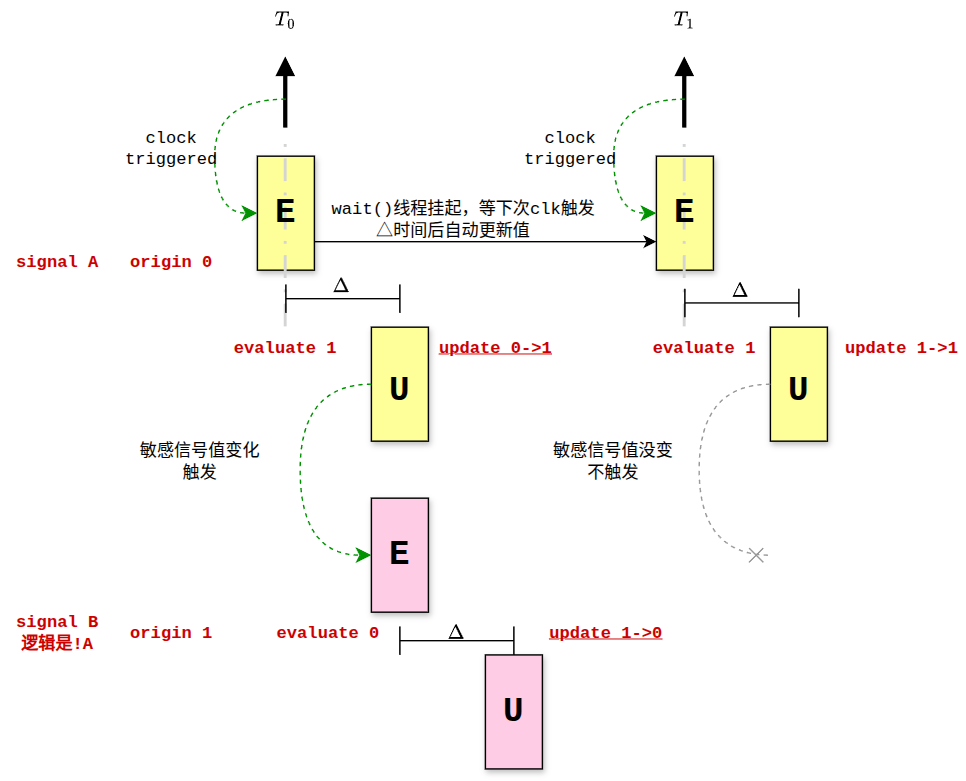 T0
T1
clock
triggered
clock
triggered
E
E
wait()线程挂起，等下次clk触发
△时间后自动更新值
signal A
origin 0
Δ
Δ
evaluate 1
update 0->1
evaluate 1
update 1->1
U
U
敏感信号值变化
触发
敏感信号值没变
不触发
E
signal B
逻辑是!A
origin 1
evaluate 0
Δ
update 1->0
U